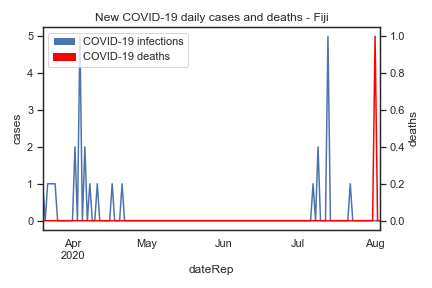 New COVID-19 daily cases and deaths - Fiji
COVID-19 infections
COVID-19 deaths
cases
5
4
3
2
1
0
deaths
1.0
0.8
0.6
0.4
0.2
0.0
Apr May Jun Jul Aug
2020
dateRep